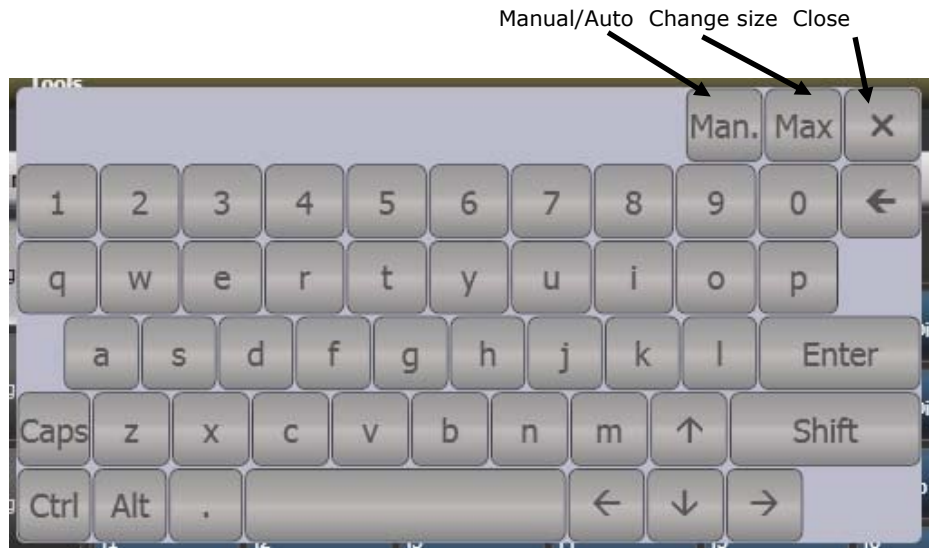 Manual/Auto Change size Close
Tools
Man. Max ×
1 2 3 4 5 6 7 8 9 0 ←
q w e r t y u i o p
a s d f g h j k l Enter
Caps z x c v b n m ↑ Shift
Ctrl Alt . ← ↓ →